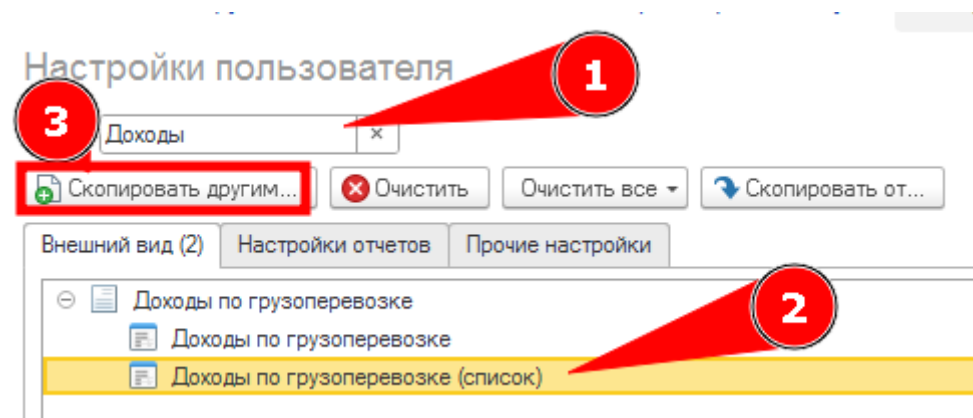 Настройки пользователя
1
3
Доходы ×
Скопировать другим... Очистить Очистить все Скопировать от...
Внешний вид (2) Настройки отчетов Прочие настройки
Доходы по грузоперевозке
2
Доходы по грузоперевозке
Доходы по грузоперевозке (список)